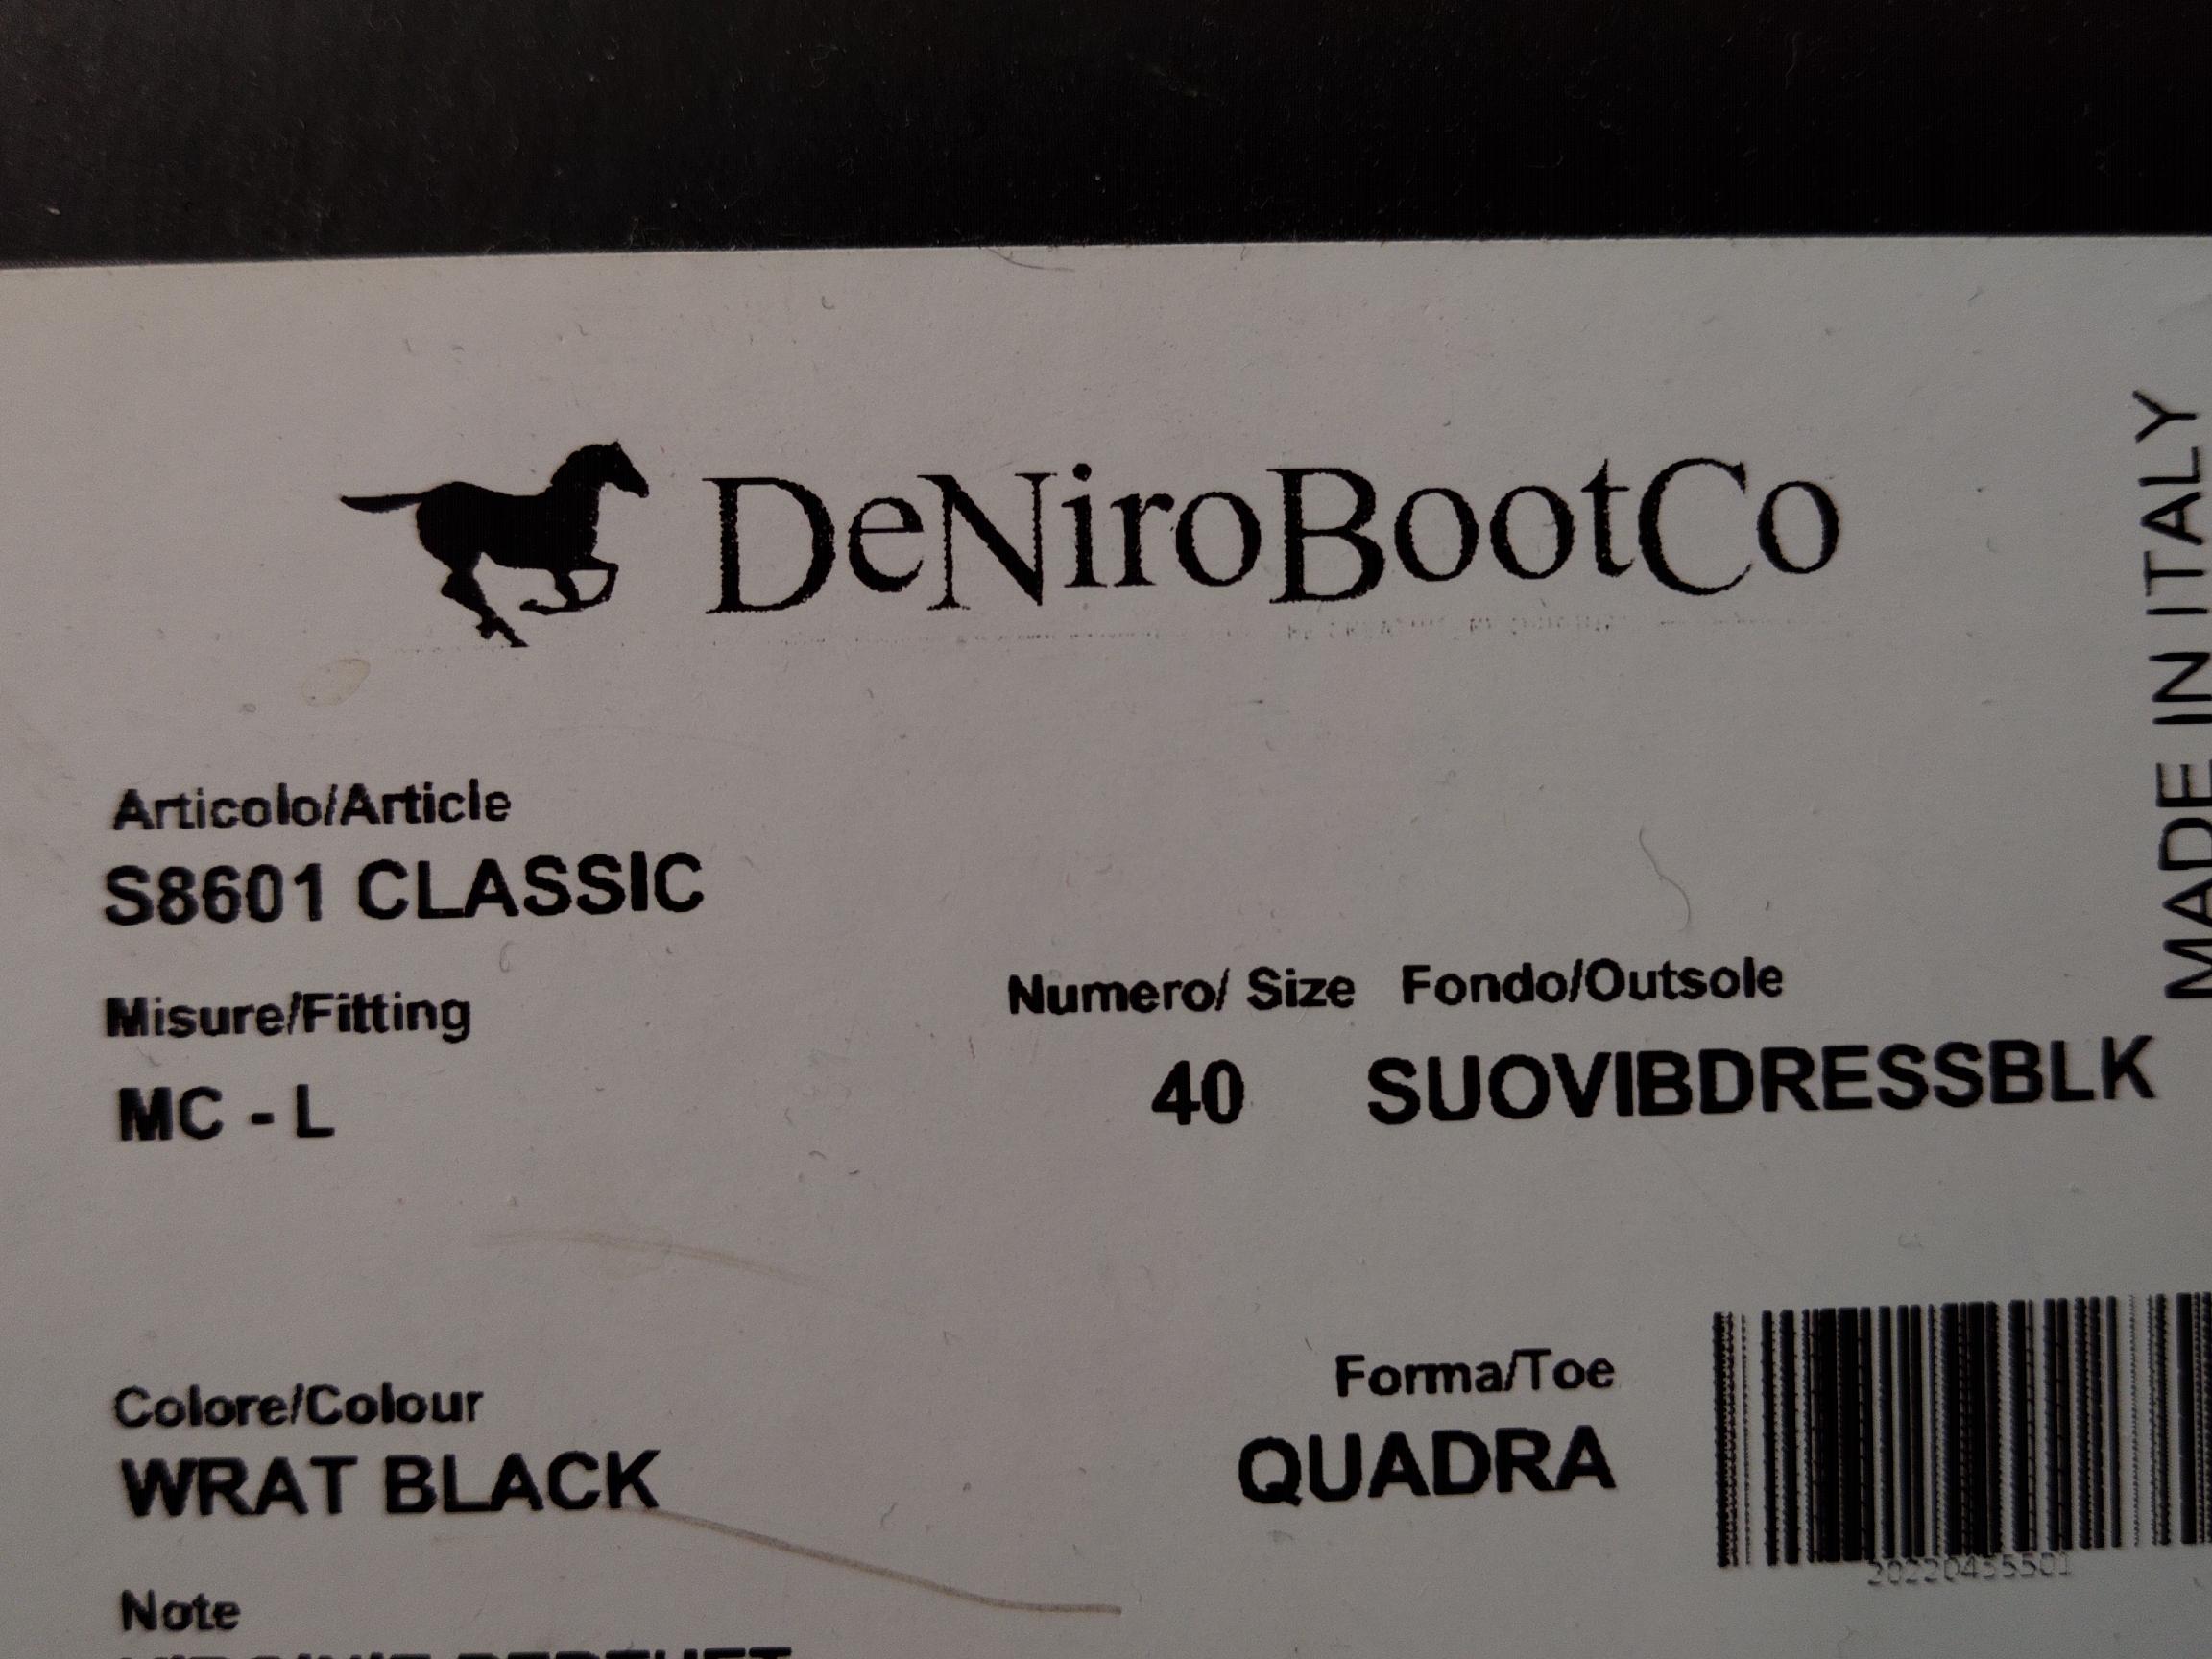 DeNiroBootCo
MADE IN ITALY
Articolo/Article
S8601 CLASSIC
Misure/Fitting
MC - L
Numero/ Size
40
Fondo/Outsole
SUOVIBDRESSBLK
Colore/Colour
WRAT BLACK
Forma/Toe
QUADRA
20220455501
Note